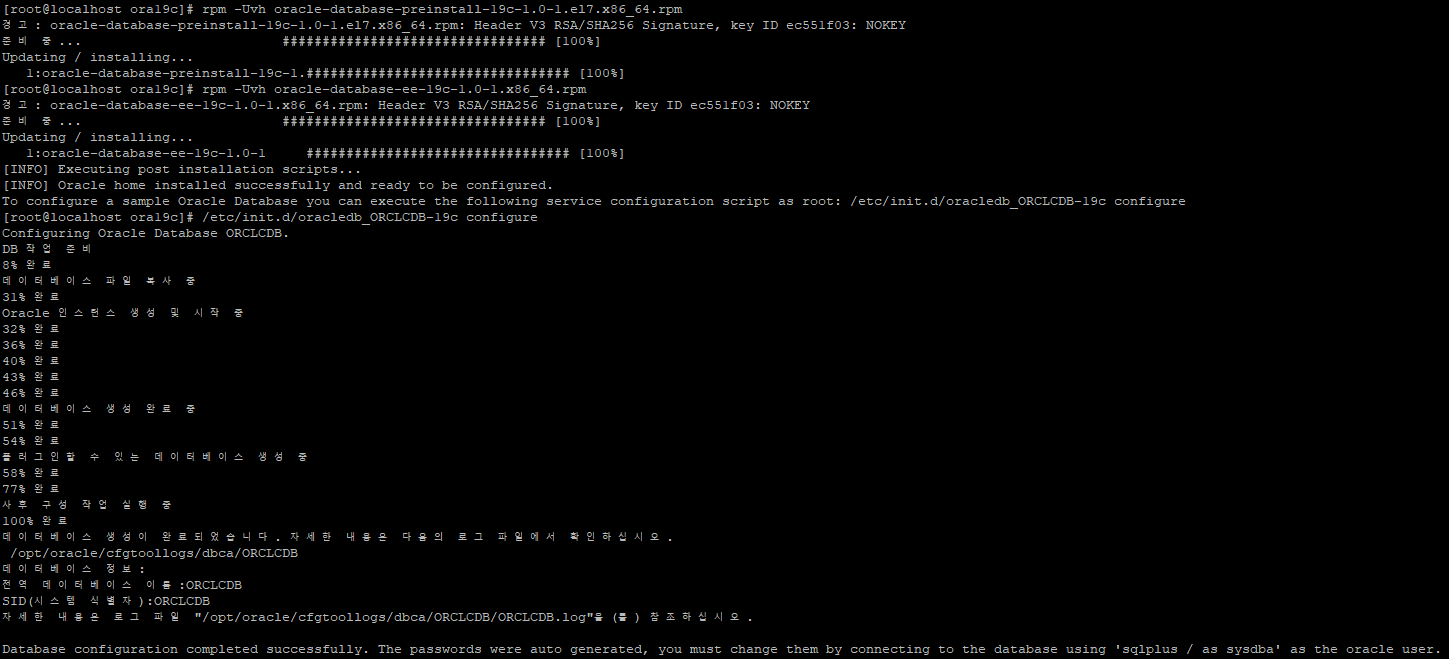 [root@localhost ora19c]# rpm -Uvh oracle-database-preinstall-19c-1.0-1.el7.x86_64.rpm
경고: oracle-database-preinstall-19c-1.0-1.el7.x86_64.rpm: Header V3 RSA/SHA256 Signature, key ID ec551f03: NOKEY
준비 중... ################################# [100%]
Updating / installing...
1:oracle-database-preinstall-19c-1.################################# [100%]
[root@localhost ora19c]# rpm -Uvh oracle-database-ee-19c-1.0-1.x86_64.rpm
경고: oracle-database-ee-19c-1.0-1.x86_64.rpm: Header V3 RSA/SHA256 Signature, key ID ec551f03: NOKEY
준비 중... ################################# [100%]
Updating / installing...
1:oracle-database-ee-19c-1.0-1 ################################# [100%]
[INFO] Executing post installation scripts...
[INFO] Oracle home installed successfully and ready to be configured.
To configure a sample Oracle Database you can execute the following service configuration script as root: /etc/init.d/oracledb_ORCLCDB-19c configure
[root@localhost ora19c]# /etc/init.d/oracledb_ORCLCDB-19c configure
Configuring Oracle Database ORCLCDB.
DB 작업 준비
8% 완료
데이터베이스 파일 복사 중
31% 완료
Oracle 인스턴스 생성 및 시작 중
32% 완료
36% 완료
40% 완료
43% 완료
46% 완료
데이터베이스 생성 완료 중
51% 완료
54% 완료
플러그인할 수 있는 데이터베이스 생성 중
58% 완료
77% 완료
사후 구성 작업 실행 중
100% 완료
데이터베이스 생성이 완료되었습니다. 자세한 내용은 다음의 로그 파일에서 확인하십시오.
/opt/oracle/cfgtoollogs/dbca/ORCLCDB
데이터베이스 정보:
전역 데이터베이스 이름:ORCLCDB
SID(시스템 식별자):ORCLCDB
자세한 내용은 로그 파일 "/opt/oracle/cfgtoollogs/dbca/ORCLCDB/ORCLCDB.log"을(를) 참조하십시오.
Database configuration completed successfully. The passwords were auto generated, you must change them by connecting to the database using 'sqlplus / as sysdba' as the oracle user.